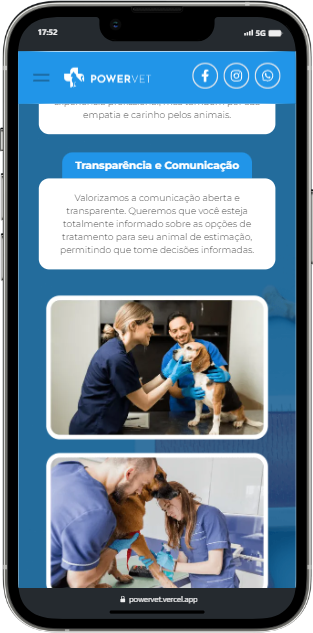 17:52
5G
POWERVET
empatia e carinho pelos animais.
Transparência e Comunicação
Valorizamos a comunicação aberta e
transparente. Queremos que você esteja
totalmente informado sobre as opções de
tratamento para seu animal de estimação,
permitindo que tome decisões informadas.
powervet.vercel.app